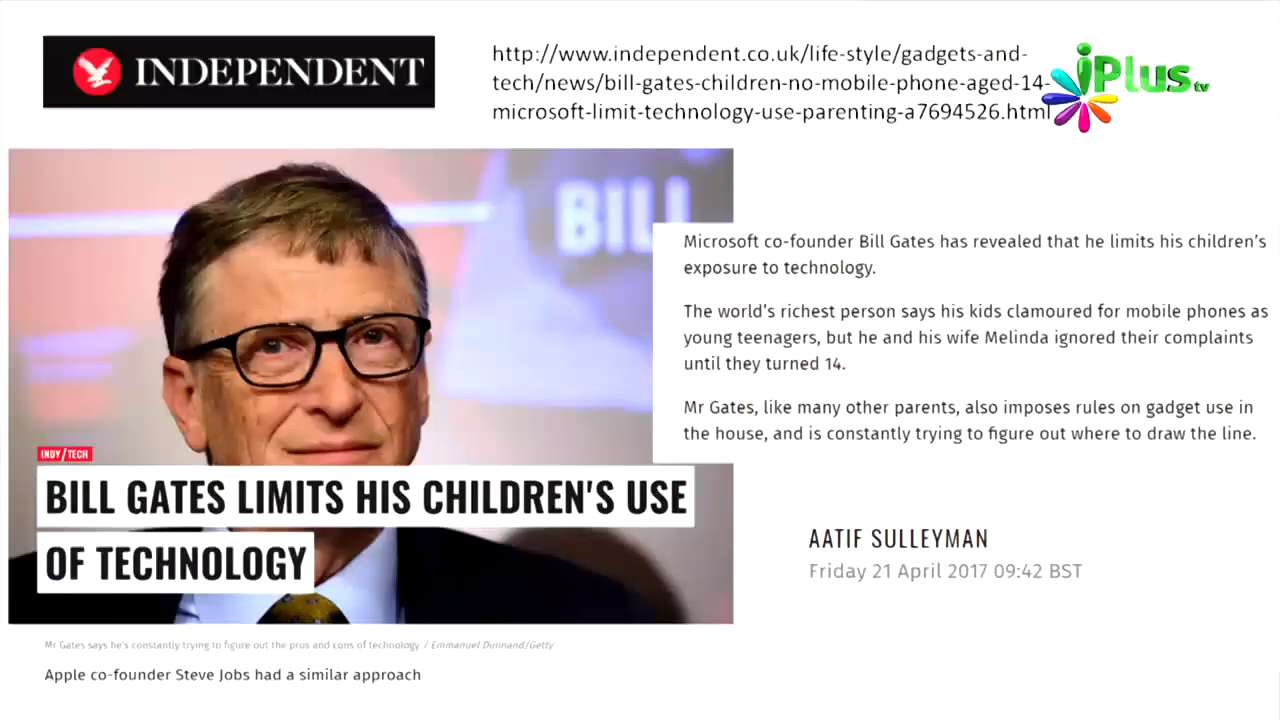 INDEPENDENT
http://www.independent.co.uk/life-style/gadgets-and-
tech/news/bill-gates-children-no-mobile-phone-aged-14-
microsoft-limit-technology-use-parenting-a7694526.html
iPlus tv
BILL
Microsoft co-founder Bill Gates has revealed that he limits his children's
exposure to technology.
The world's richest person says his kids clamoured for mobile phones as
young teenagers, but he and his wife Melinda ignored their complaints
until they turned 14.
Mr Gates, like many other parents, also imposes rules on gadget use in
the house, and is constantly trying to figure out where to draw the line.
INDY/TECH
BILL GATES LIMITS HIS CHILDREN'S USE
OF TECHNOLOGY
AATIF SULLEYMAN
Friday 21 April 2017 09:42 BST
Mr Gates says he's constantly trying to figure out the pros and cons of technology / Emmanuel Dunnand/Getty
Apple co-founder Steve Jobs had a similar approach